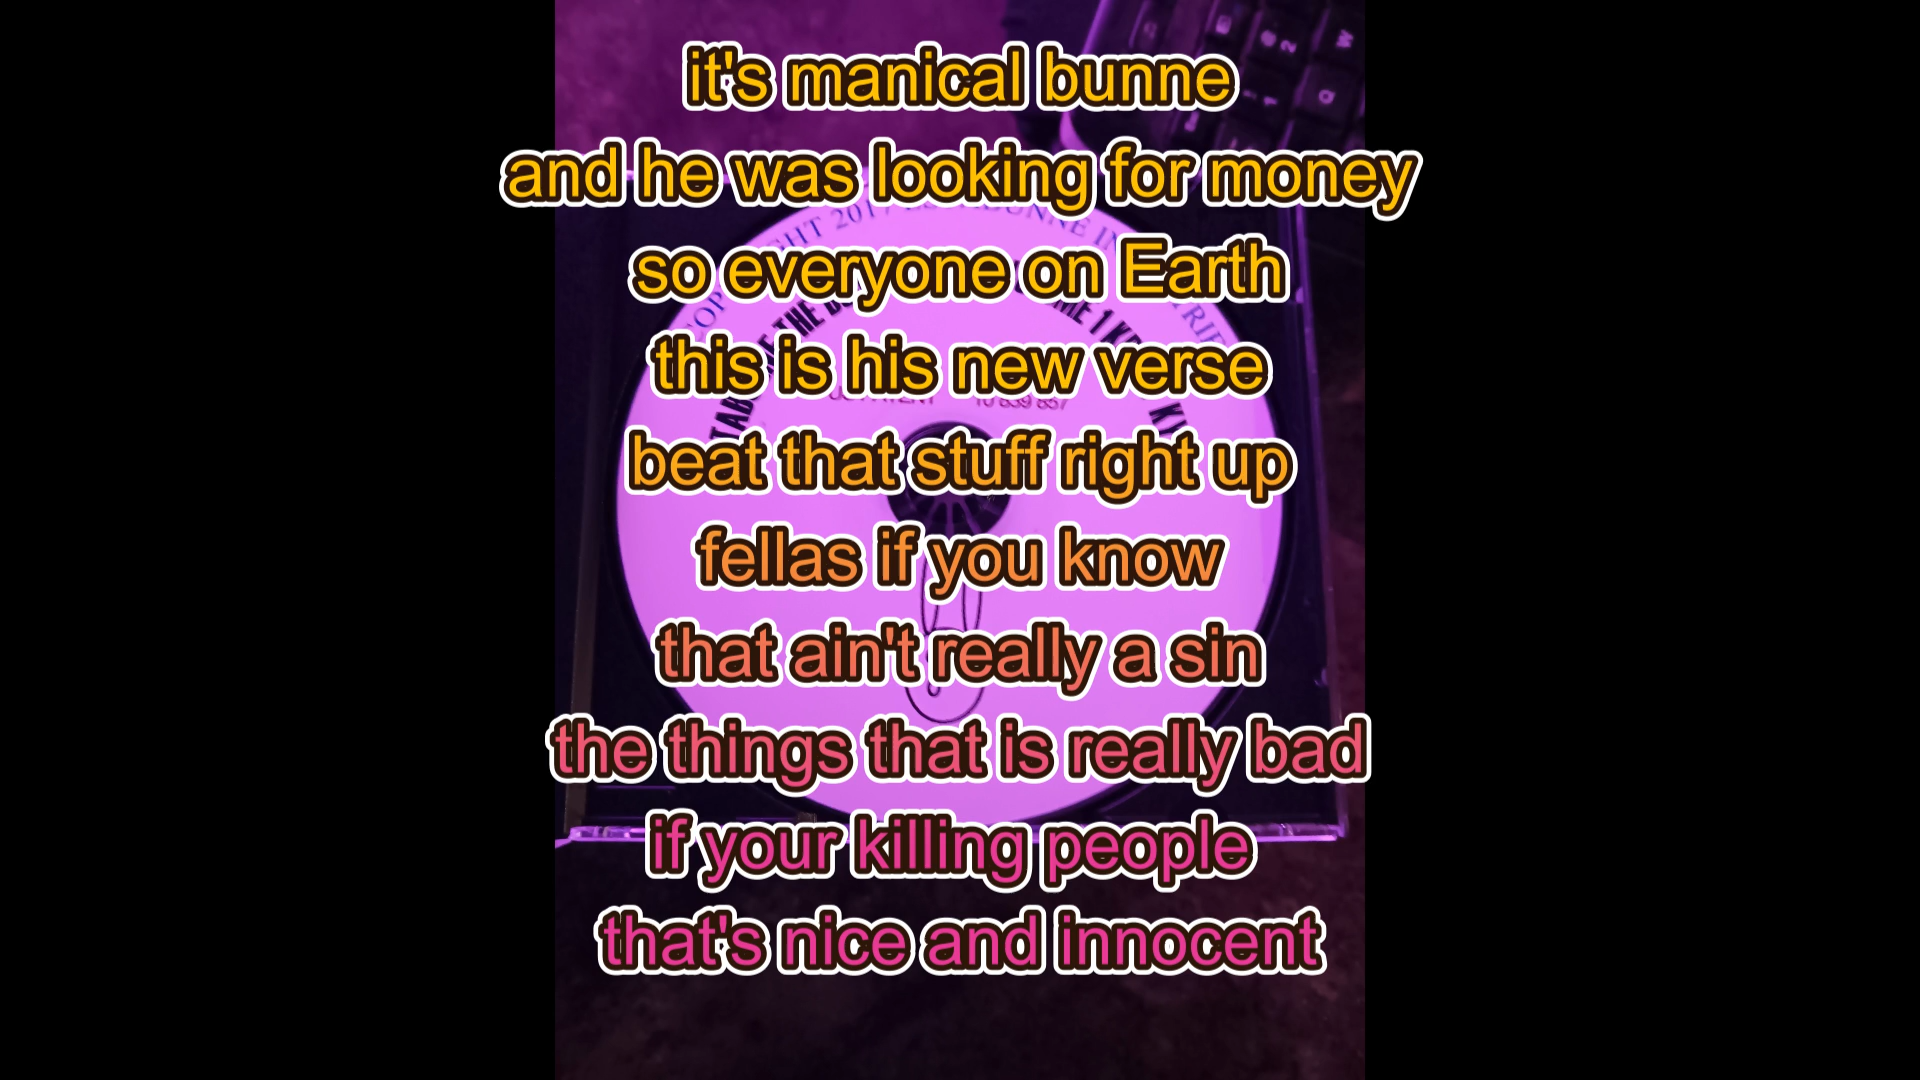 it's manical bunne
and he was looking for money
so everyone on Earth
this is his new verse
beat that stuff right up
fellas if you know
that ain't really a sin
the things that is really bad
if your killing people
that's nice and innocent
2017
THE